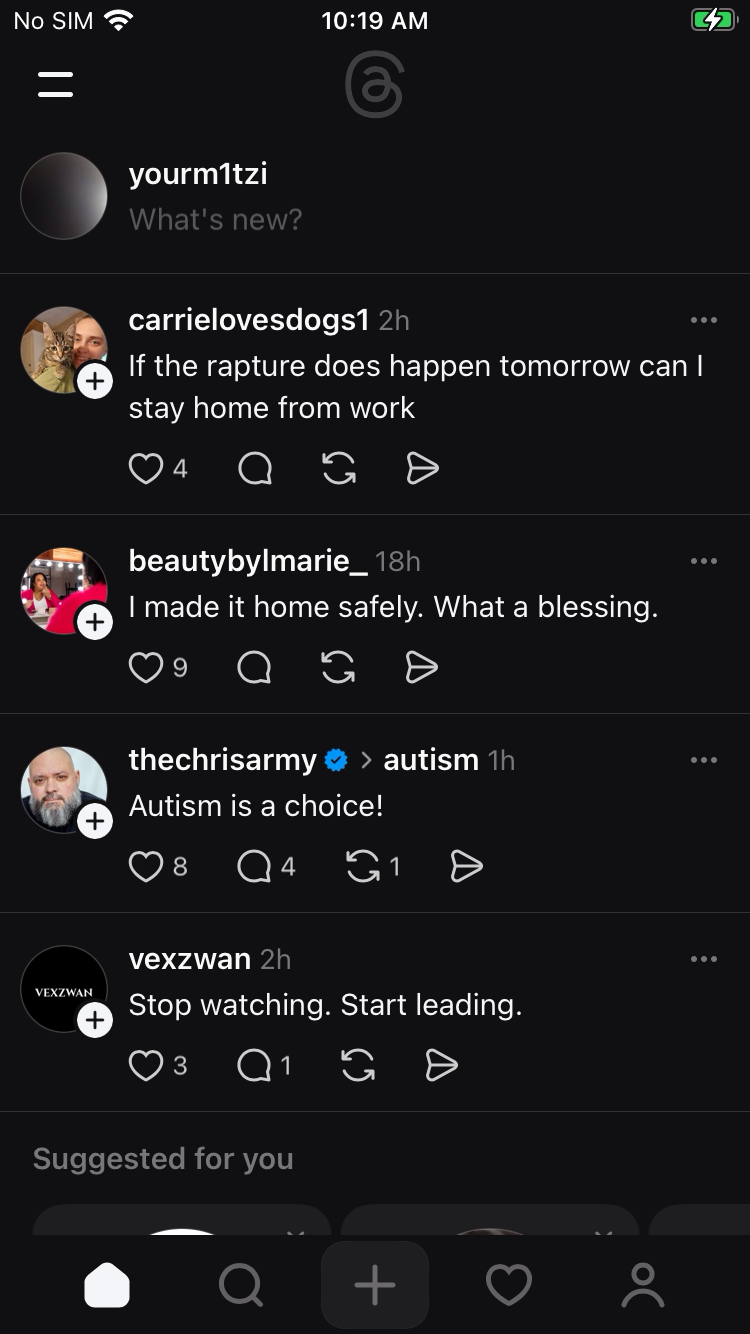 No SIM 10:19 AM
yourm1tzi
What's new?
carrielovesdogs1 2h
If the rapture does happen tomorrow can I
stay home from work
4
beautybylmarie_ 18h
I made it home safely. What a blessing.
9
thechrisarmy > autism 1h
Autism is a choice!
8 4 1
VEXZWAN
vexzwan 2h
Stop watching. Start leading.
3 1
Suggested for you